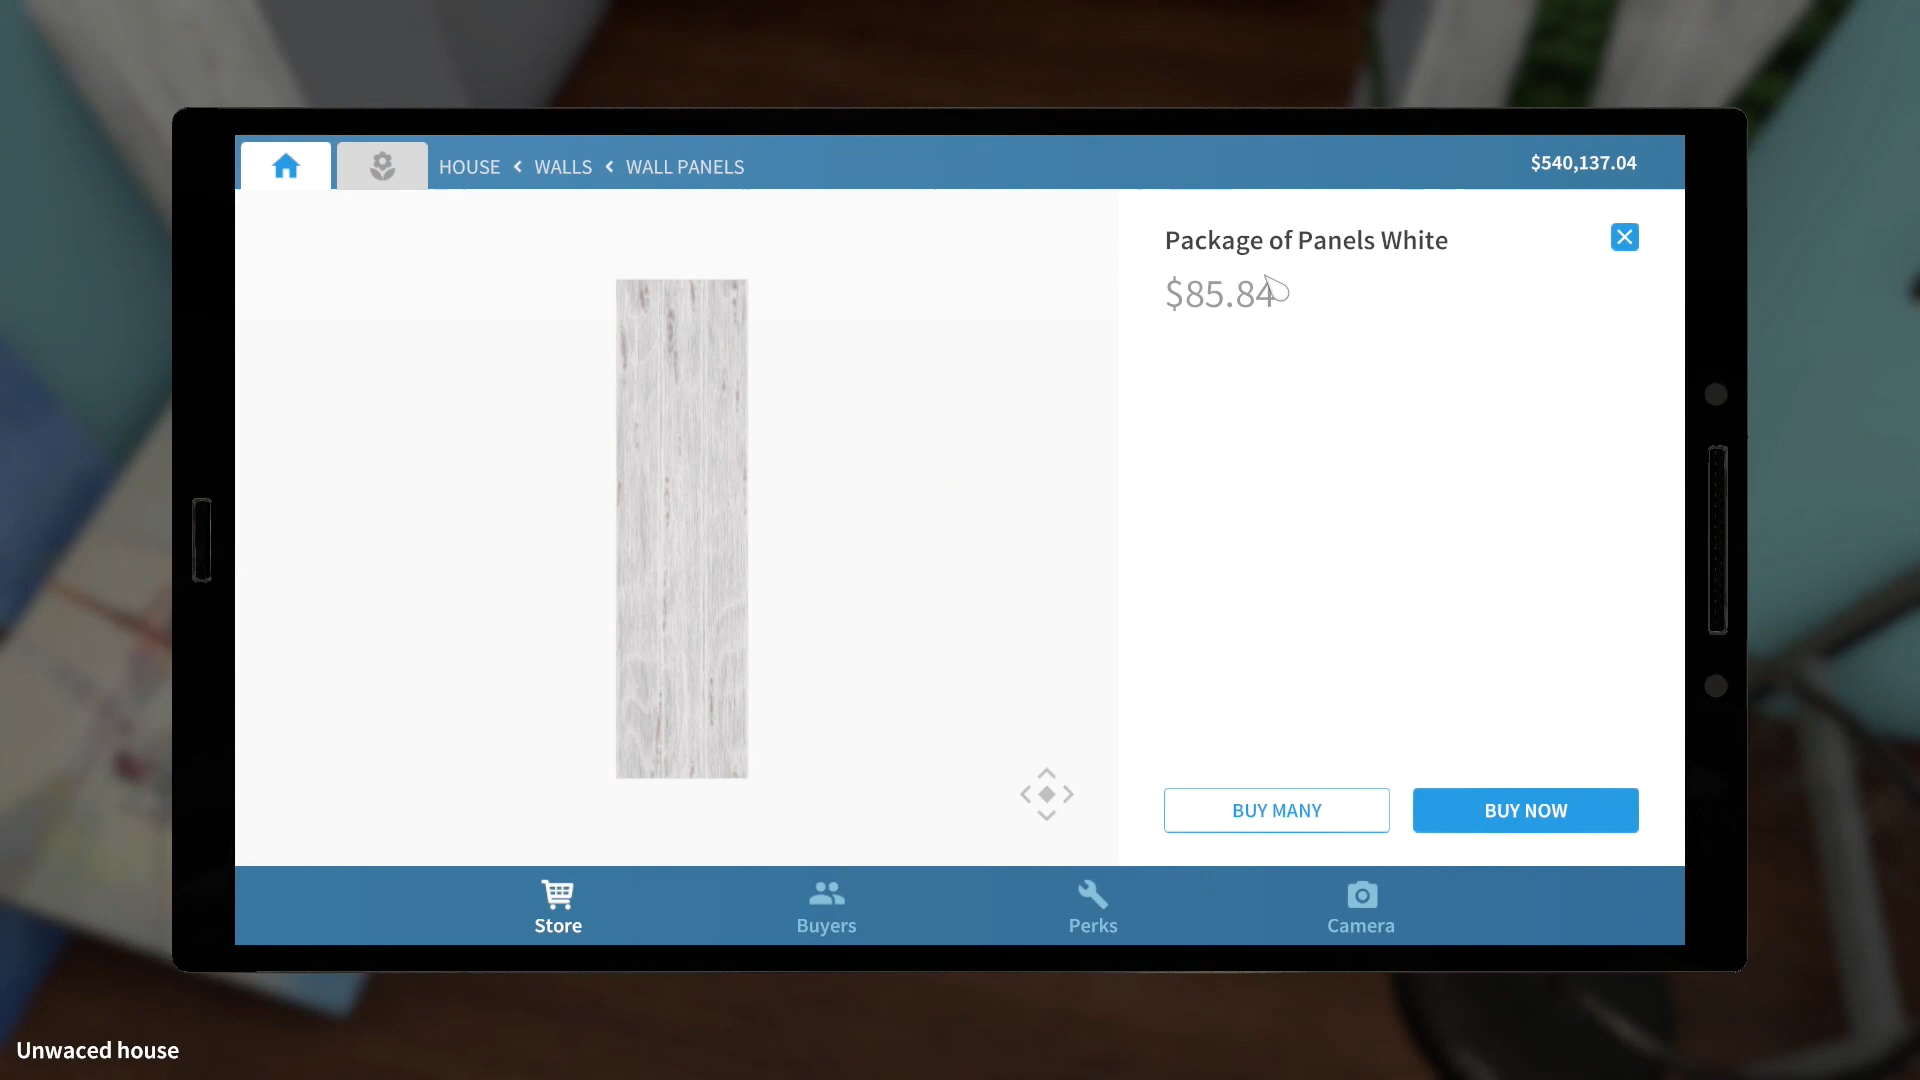 HOUSE < WALLS < WALL PANELS
$540,137.04
Package of Panels White
$85.84
BUY MANY
BUY NOW
Store
Buyers
Perks
Camera
Unwaced house